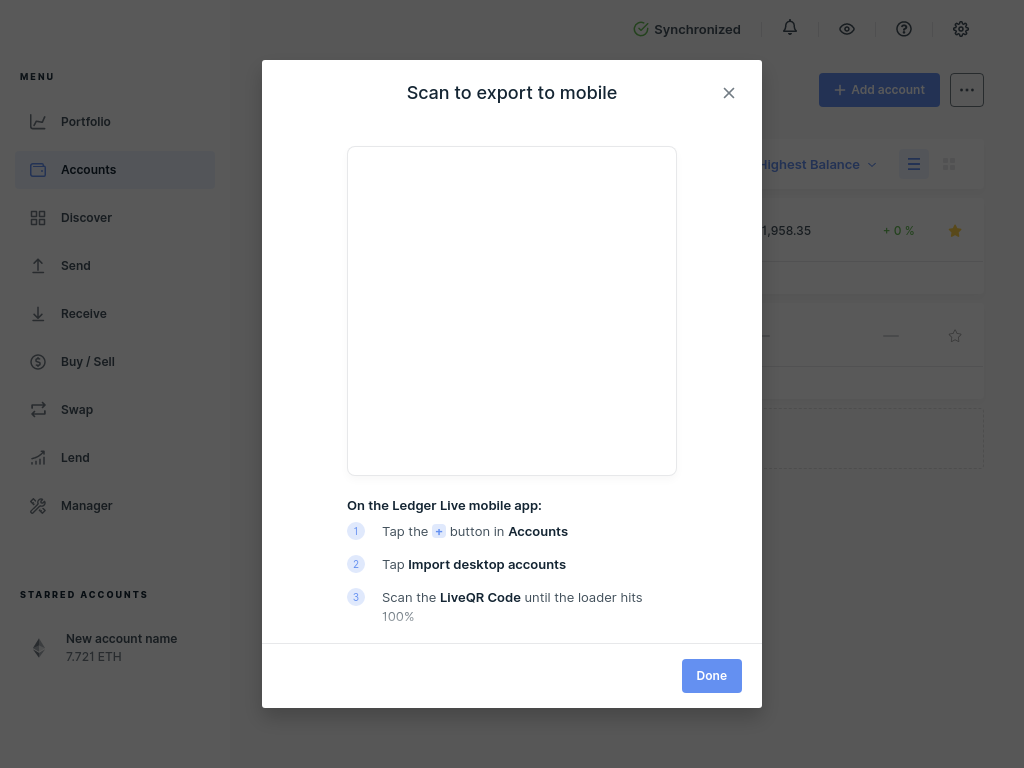 Synchronized
MENU
Portfolio
Accounts
Discover
Send
Receive
Buy / Sell
Swap
Lend
Manager
STARRED ACCOUNTS
New account name
7.721 ETH
Add account
Highest Balance
1,958.35
+ 0 %
Scan to export to mobile
On the Ledger Live mobile app:
1 Tap the + button in Accounts
2 Tap Import desktop accounts
3 Scan the LiveQR Code until the loader hits
100%
Done